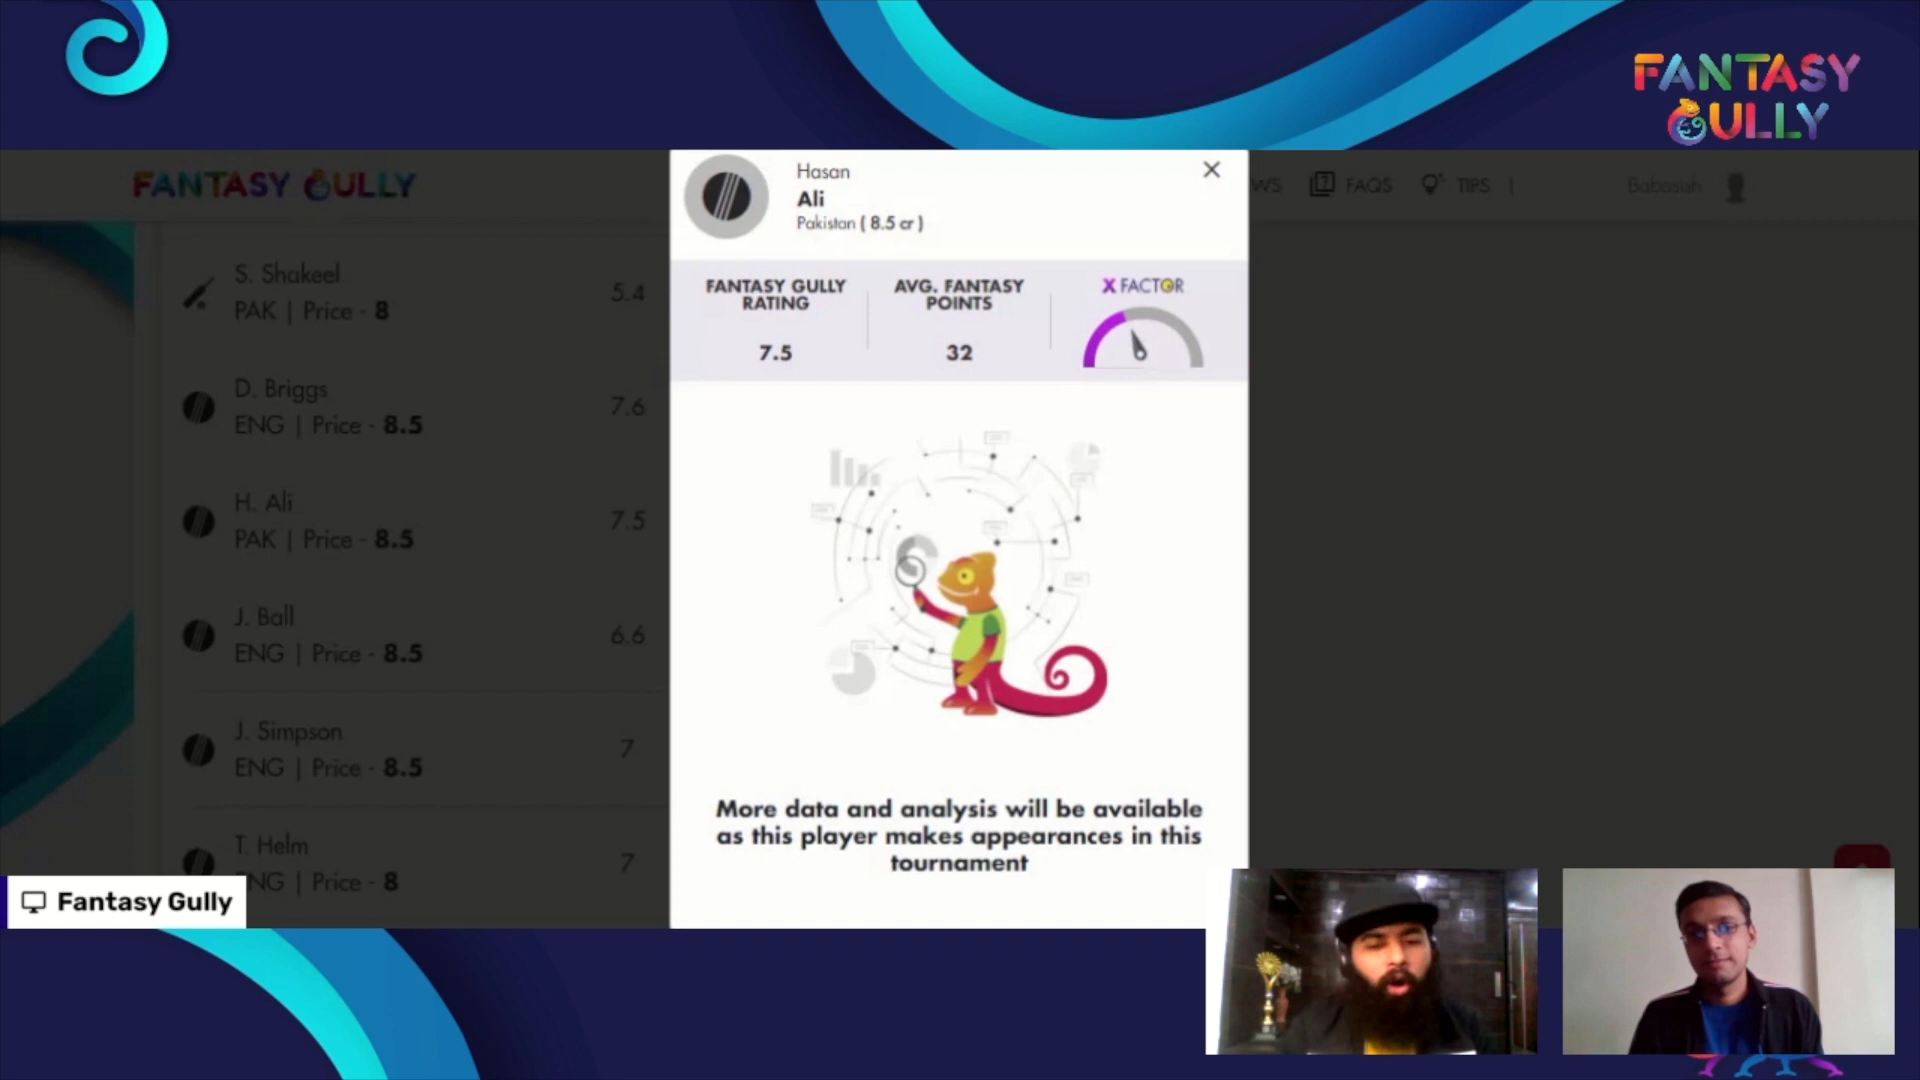 FANTASY
GULLY
FANTASY GULLY
WS
FAQS
TIPS
|
Hasan
Ali
Pakistan ( 8.5 cr )
FANTASY GULLY
RATING
7.5
AVG. FANTASY
POINTS
32
X FACTOR
S. Shakeel
PAK | Price - 8
5.4
D. Briggs
ENG | Price - 8.5
7.6
H. Ali
PAK | Price - 8.5
7.5
J. Ball
ENG | Price - 8.5
6.6
J. Simpson
ENG | Price - 8.5
7
T. Helm
ENG | Price - 8
7
More data and analysis will be available
as this player makes appearances in this
tournament
Fantasy Gully